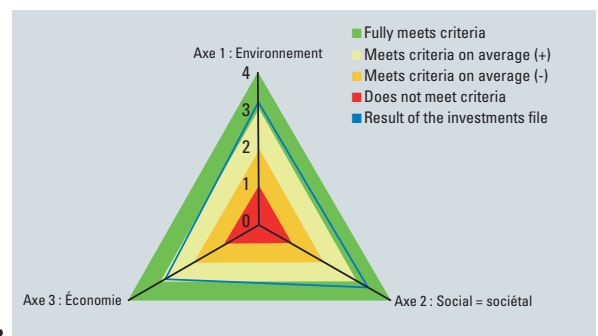 Fully meets criteria
Axe 1 : Environnement
Meets criteria on average (+)
4
Meets criteria on average (-)
Does not meet criteria
3
Result of the investments file
2
1
0
Axe 3 : Économie
Axe 2 : Social = sociétal